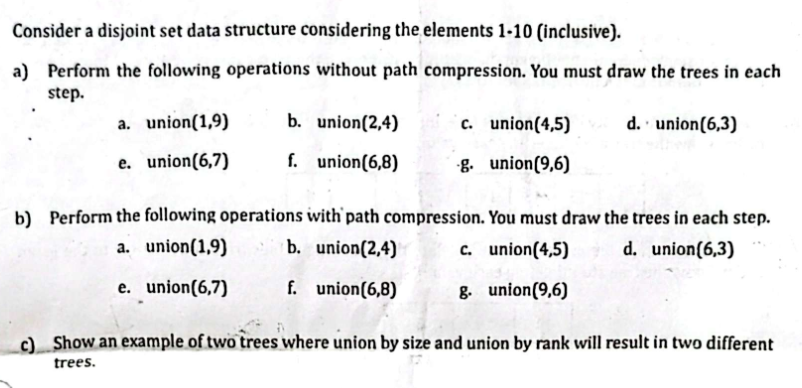 Consider a disjoint set data structure considering the elements 1-10 (inclusive).
a) Perform the following operations without path compression. You must draw the trees in each
step.
a. union(1,9) b. union(2,4) c. union(4,5) d. union(6,3)
e. union(6,7) f. union(6,8) g. union(9,6)
b) Perform the following operations with path compression. You must draw the trees in each step.
a. union(1,9) b. union(2,4) c. union(4,5) d. union(6,3)
e. union(6,7) f. union(6,8) g. union(9,6)
c) Show an example of two trees where union by size and union by rank will result in two different
trees.